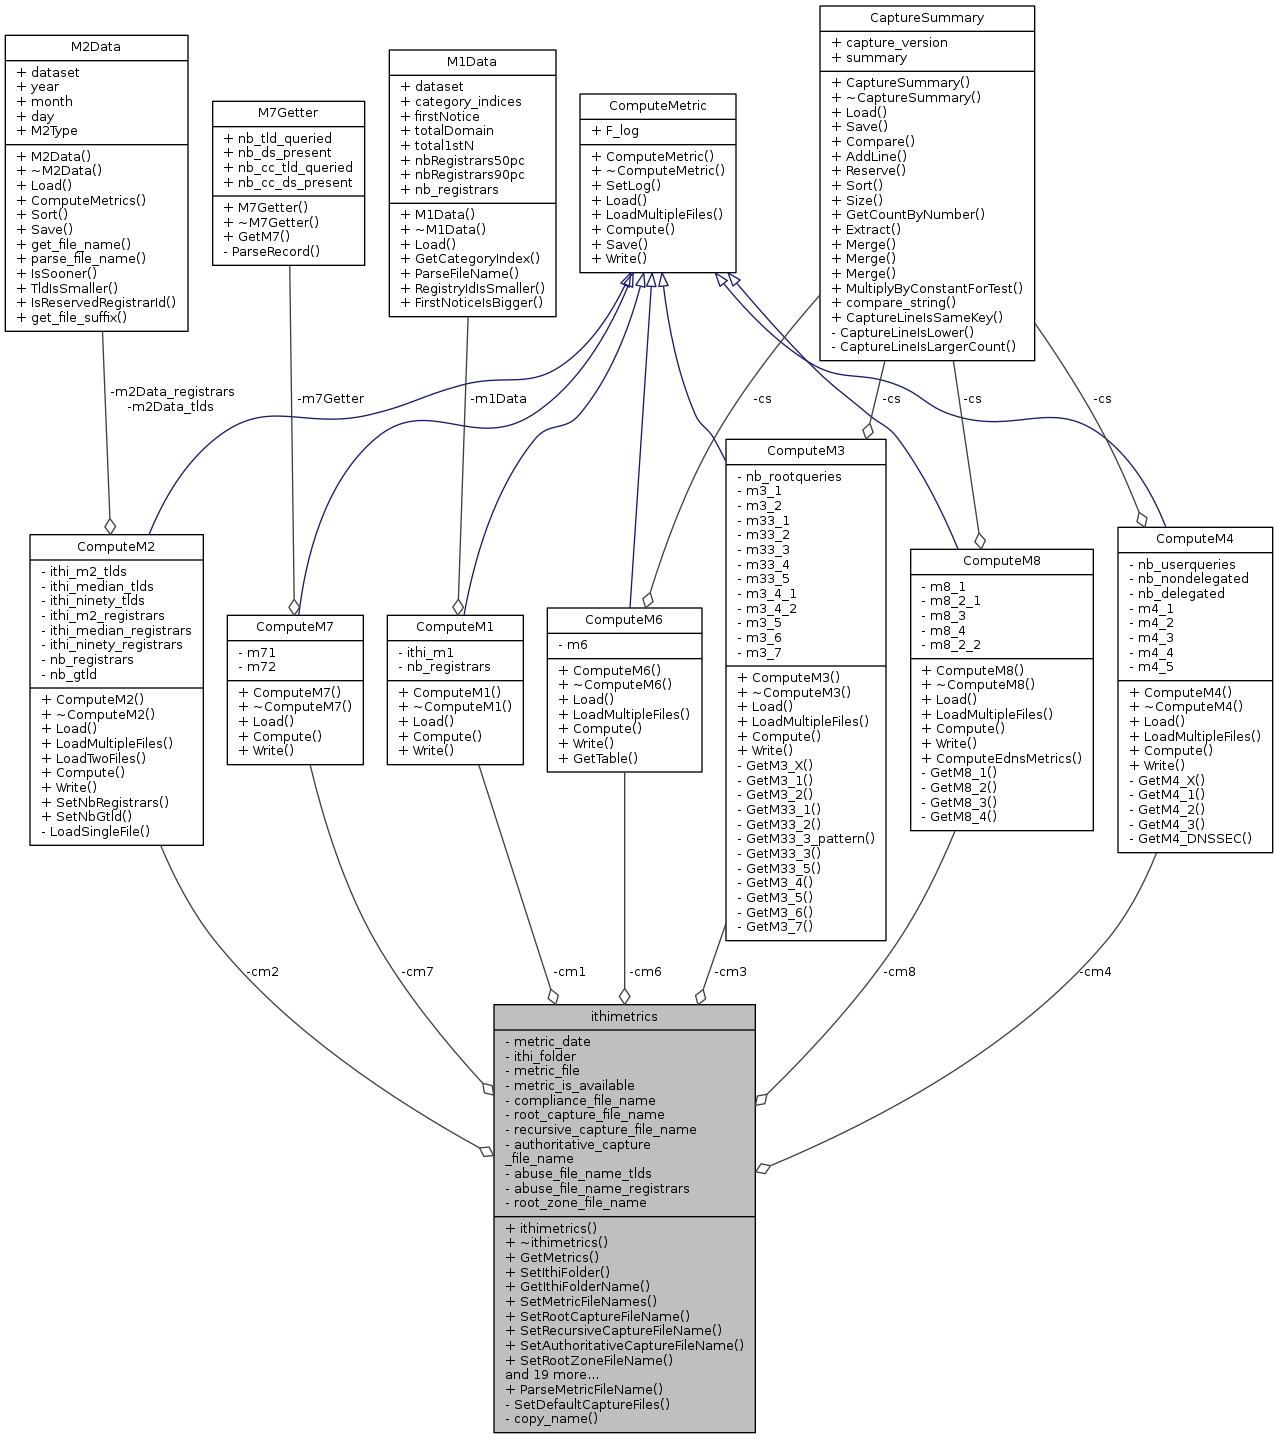 M2Data
+ dataset
+ year
+ month
+ day
+ M2Type
+ M2Data()
+ ~M2Data()
+ Load()
+ ComputeMetrics()
+ Sort()
+ Save()
+ get_file_name()
+ parse_file_name()
+ IsSooner()
+ TldIsSmaller()
+ IsReservedRegistrarId()
+ get_file_suffix()
M7Getter
+ nb_tld_queried
+ nb_ds_present
+ nb_cc_tld_queried
+ nb_cc_ds_present
+ M7Getter()
+ ~M7Getter()
+ GetM7()
- ParseRecord()
M1Data
+ dataset
+ category_indices
+ firstNotice
+ totalDomain
+ total1stN
+ nbRegistrars50pc
+ nbRegistrars90pc
+ nb_registrars
+ M1Data()
+ ~M1Data()
+ Load()
+ GetCategoryIndex()
+ ParseFileName()
+ RegistryIdIsSmaller()
+ FirstNoticeIsBigger()
ComputeMetric
+ F_log
+ ComputeMetric()
+ ~ComputeMetric()
+ SetLog()
+ Load()
+ LoadMultipleFiles()
+ Compute()
+ Save()
+ Write()
CaptureSummary
+ capture_version
+ summary
+ CaptureSummary()
+ ~CaptureSummary()
+ Load()
+ Save()
+ Compare()
+ AddLine()
+ Reserve()
+ Sort()
+ Size()
+ GetCountByNumber()
+ Extract()
+ Merge()
+ Merge()
+ Merge()
+ MultiplyByConstantForTest()
+ compare_string()
+ CaptureLineIsSameKey()
- CaptureLineIsLower()
- CaptureLineIsLargerCount()
-m2Data_registrars
-m2Data_tlds
-m7Getter
-m1Data
-cs
-cs
-cs
-cs
ComputeM2
- ithi_m2_tlds
- ithi_median_tlds
- ithi_ninety_tlds
- ithi_m2_registrars
- ithi_median_registrars
- ithi_ninety_registrars
- nb_registrars
- nb_gtld
+ ComputeM2()
+ ~ComputeM2()
+ Load()
+ LoadMultipleFiles()
+ LoadTwoFiles()
+ Compute()
+ Write()
+ SetNbRegistrars()
+ SetNbGtld()
- LoadSingleFile()
ComputeM7
- m71
- m72
+ ComputeM7()
+ ~ComputeM7()
+ Load()
+ Compute()
+ Write()
ComputeM1
- ithi_m1
- nb_registrars
+ ComputeM1()
+ ~ComputeM1()
+ Load()
+ Compute()
+ Write()
ComputeM6
- m6
+ ComputeM6()
+ ~ComputeM6()
+ Load()
+ LoadMultipleFiles()
+ Compute()
+ Write()
+ GetTable()
ComputeM3
- nb_rootqueries
- m3_1
- m3_2
- m33_1
- m33_2
- m33_3
- m33_4
- m33_5
- m3_4_1
- m3_4_2
- m3_5
- m3_6
- m3_7
+ ComputeM3()
+ ~ComputeM3()
+ Load()
+ LoadMultipleFiles()
+ Compute()
+ Write()
- GetM3_X()
- GetM3_1()
- GetM3_2()
- GetM33_1()
- GetM33_2()
- GetM33_3_pattern()
- GetM33_3()
- GetM33_5()
- GetM3_4()
- GetM3_5()
- GetM3_6()
- GetM3_7()
ComputeM8
- m8_1
- m8_2_1
- m8_3
- m8_4
- m8_2_2
+ ComputeM8()
+ ~ComputeM8()
+ Load()
+ LoadMultipleFiles()
+ Compute()
+ Write()
+ ComputeEdnsMetrics()
- GetM8_1()
- GetM8_2()
- GetM8_3()
- GetM8_4()
ComputeM4
- nb_userqueries
- nb_nondelegated
- nb_delegated
- m4_1
- m4_2
- m4_3
- m4_4
- m4_5
+ ComputeM4()
+ ~ComputeM4()
+ Load()
+ LoadMultipleFiles()
+ Compute()
+ Write()
- GetM4_X()
- GetM4_1()
- GetM4_2()
- GetM4_3()
- GetM4_DNSSEC()
-cm2
-cm7
-cm1
-cm6
-cm3
-cm8
-cm4
ithimetrics
- metric_date
- ithi_folder
- metric_file
- metric_is_available
- compliance_file_name
- root_capture_file_name
- recursive_capture_file_name
- authoritative_capture
_file_name
- abuse_file_name_tlds
- abuse_file_name_registrars
- root_zone_file_name
+ ithimetrics()
+ ~ithimetrics()
+ GetMetrics()
+ SetIthiFolder()
+ GetIthiFolderName()
+ SetMetricFileNames()
+ SetRootCaptureFileName()
+ SetRecursiveCaptureFileName()
+ SetAuthoritativeCaptureFileName()
+ SetRootZoneFileName()
and 19 more...
+ ParseMetricFileName()
- SetDefaultCaptureFiles()
- copy_name()